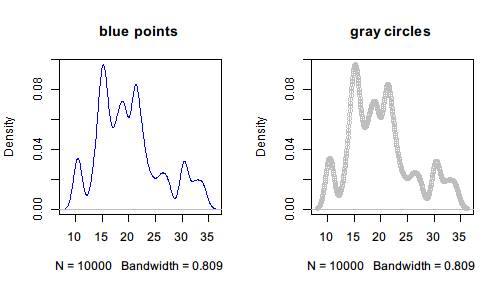 blue points
Density
0.00 0.04 0.08
10 15 20 25 30 35
N = 10000 Bandwidth = 0.809
gray circles
Density
0.00 0.04 0.08
10 15 20 25 30 35
N = 10000 Bandwidth = 0.809